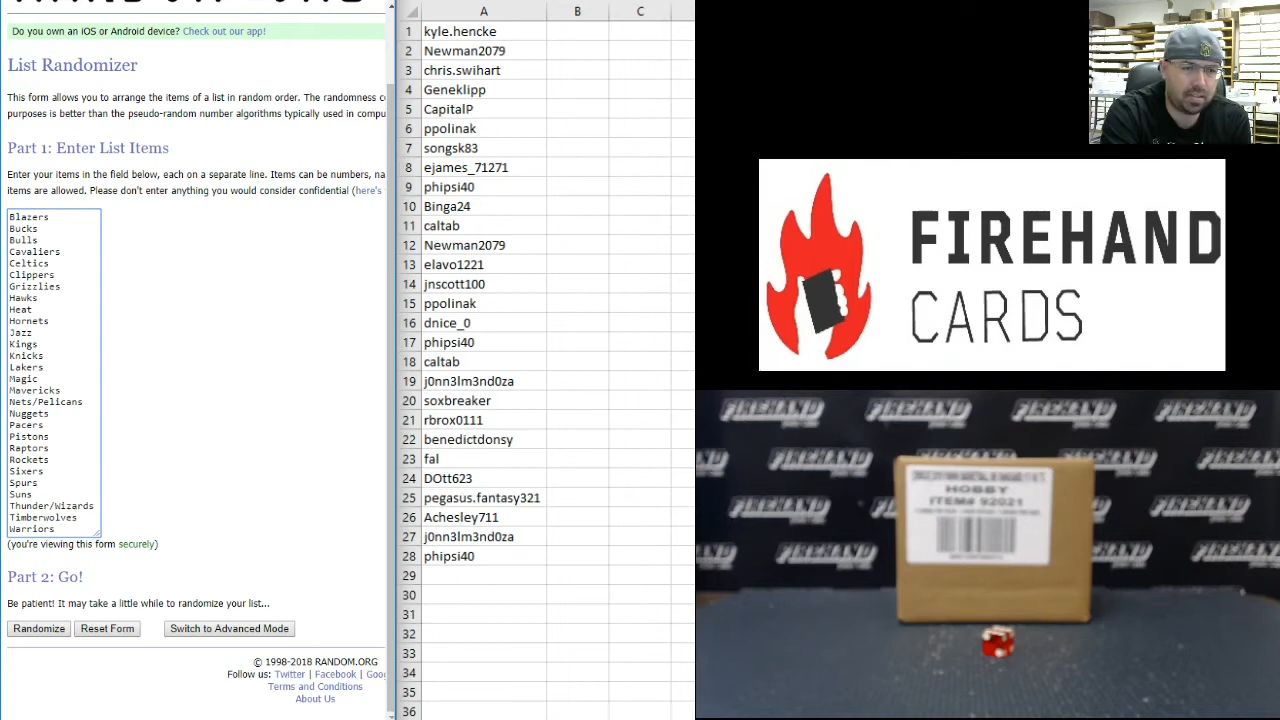 Do you own an iOS or Android device? Check out our app!
List Randomizer
This form allows you to arrange the items of a list in random order. The randomness c
purposes is better than the pseudo-random number algorithms typically used in compu
Part 1: Enter List Items
Enter your items in the field below, each on a separate line. Items can be numbers, na
items are allowed. Please don't enter anything you would consider confidential (here's
Blazers
Bucks
Bulls
Cavaliers
Celtics
Clippers
Grizzlies
Hawks
Heat
Hornets
Jazz
Kings
Knicks
Lakers
Magic
Mavericks
Nets/Pelicans
Nuggets
Pacers
Pistons
Raptors
Rockets
Sixers
Spurs
Suns
Thunder/Wizards
Timberwolves
Warriors
(you're viewing this form securely)
Part 2: Go!
Be patient! It may take a little while to randomize your list...
Randomize Reset Form Switch to Advanced Mode
© 1998-2018 RANDOM.ORG
Follow us: Twitter | Facebook | Goo
Terms and Conditions
About Us
A B C
1 kyle.hencke
2 Newman2079
3 chris.swihart
4 Geneklipp
5 CapitalP
6 ppolinak
7 songsk83
8 ejames_71271
9 phipsi40
10 Binga24
11 caltab
12 Newman2079
13 elavo1221
14 jnscott100
15 ppolinak
16 dnice_0
17 phipsi40
18 caltab
19 j0nn3lm3nd0za
20 soxbreaker
21 rbrox0111
22 benedictdonsy
23 fal
24 DOtt623
25 pegasus.fantasy321
26 Achesley711
27 j0nn3lm3nd0za
28 phipsi40
29
30
31
32
33
34
35
36
FIREHAND
CARDS
FIREHAND FIREHAND FIREHAND
HOBBY
ITEM# 92021